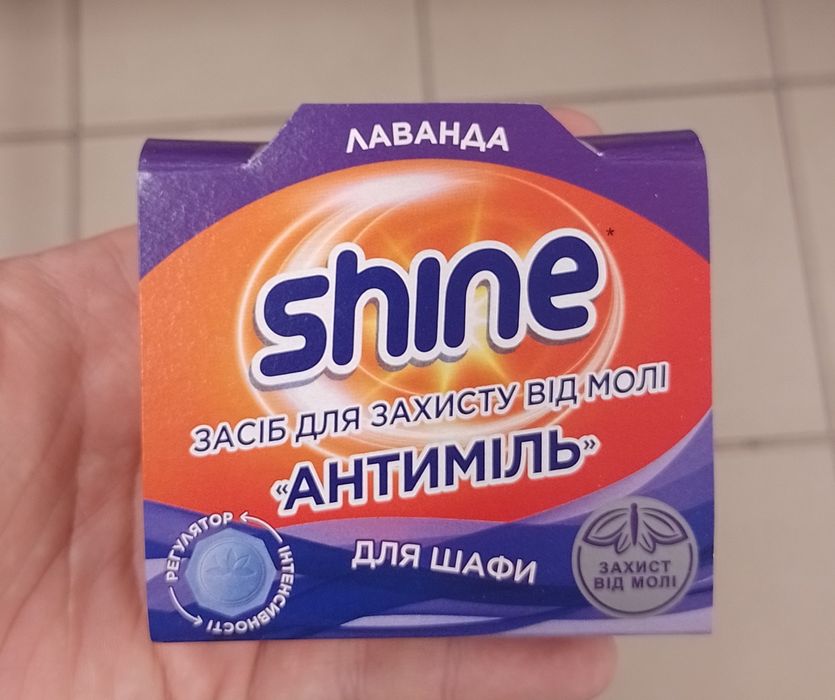 ЛАВАНДА
Shine*
ЗАСІБ ДЛЯ ЗАХИСТУ ВІД МОЛІ
«АНТИМІЛЬ»
ДЛЯ ШАФИ
РЕГУЛЯТОР
ІНТЕНСИВНОСТІ
ЗАХИСТ
ВІД МОЛІ